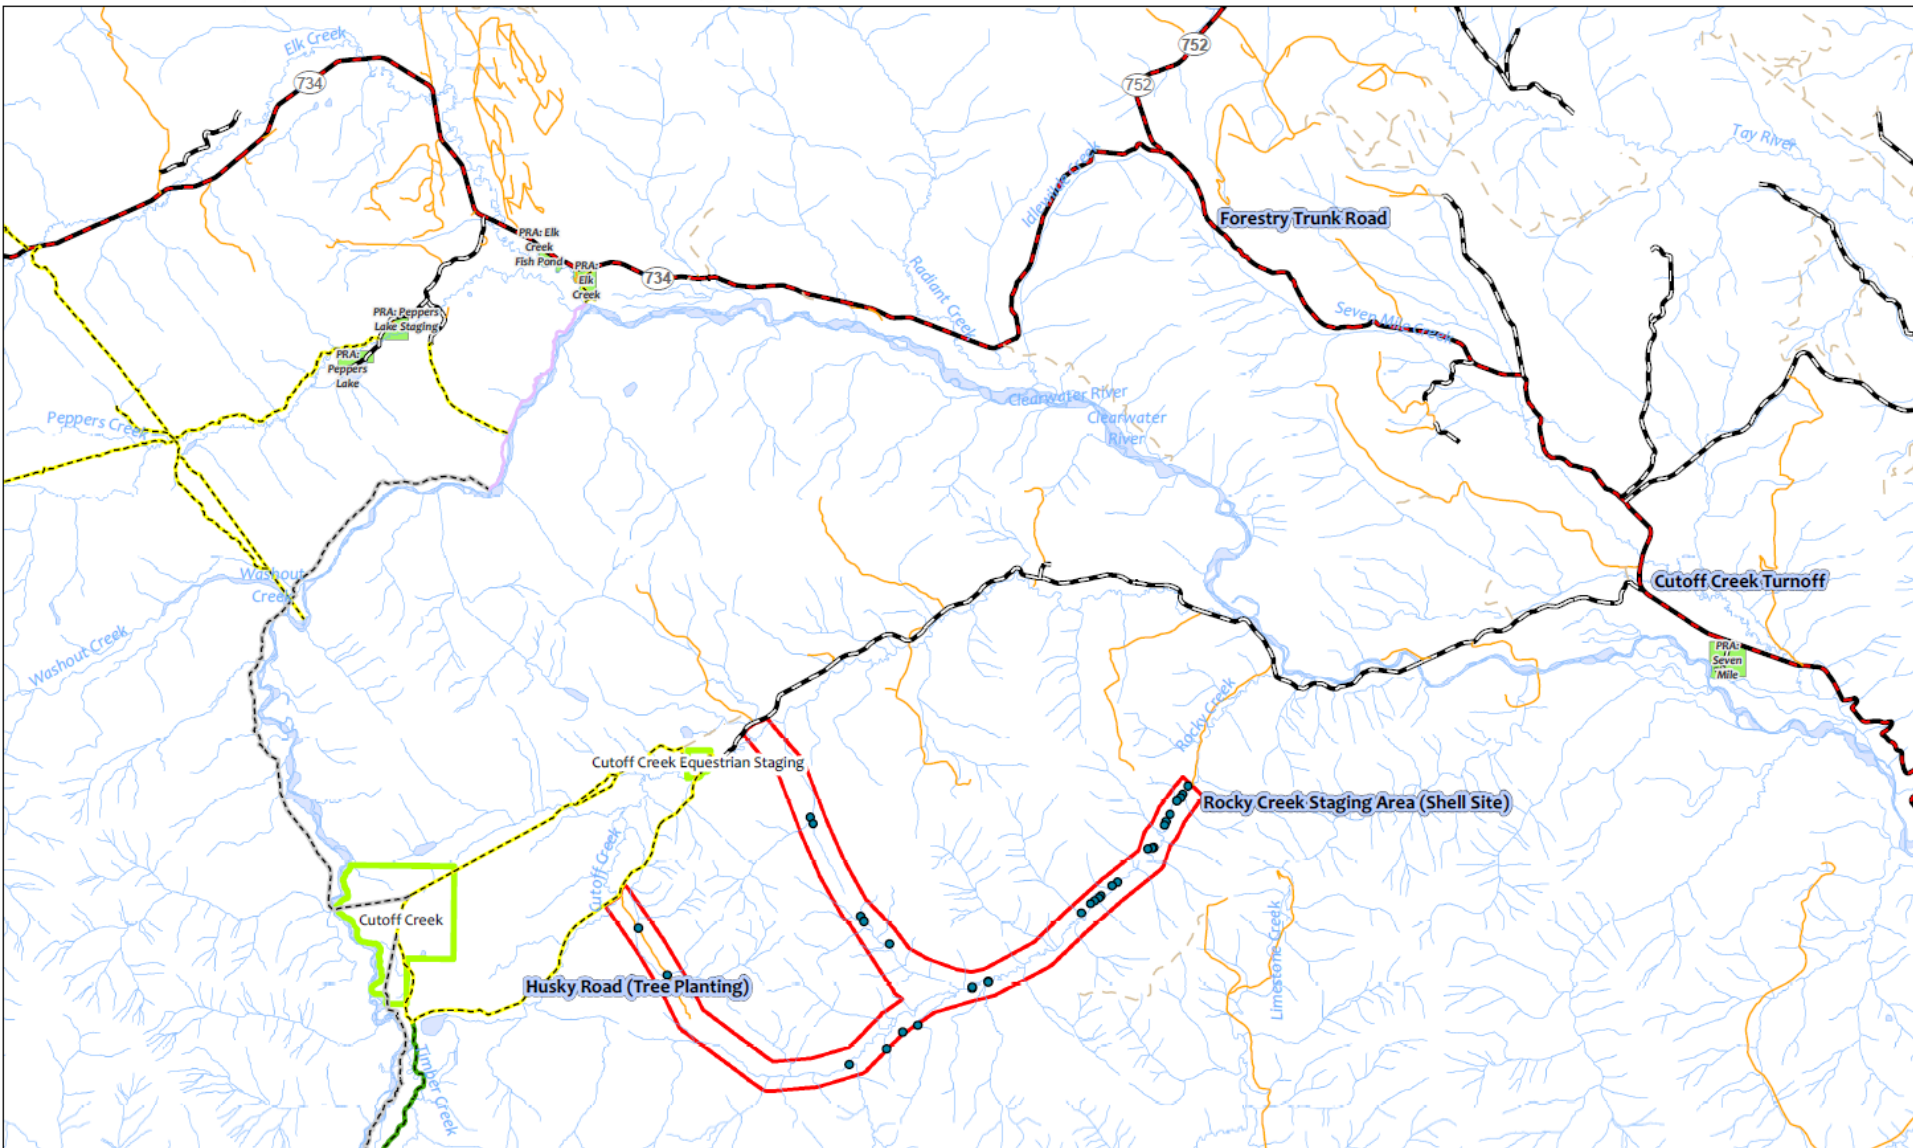 752
Elk Creek
734
752
Tay River
Idlewilde Creek
Forestry Trunk Road
PRA: Elk
Creek
Fish Pond
PRA:
Elk
Creek
734
Radiant Creek
PRA: Peppers
Lake Staging
Seven Mile Creek
PRA:
Peppers
Lake
Clearwater River
Clearwater
River
Peppers Creek
Washout
Creek
Cutoff Creek Turnoff
Washout Creek
PRA:
Seven
Mile
Rocky Creek
Cutoff Creek Equestrian Staging
Rocky Creek Staging Area (Shell Site)
Cutoff Creek
Cutoff Creek
Limestone Creek
Husky Road (Tree Planting)
Timber Creek